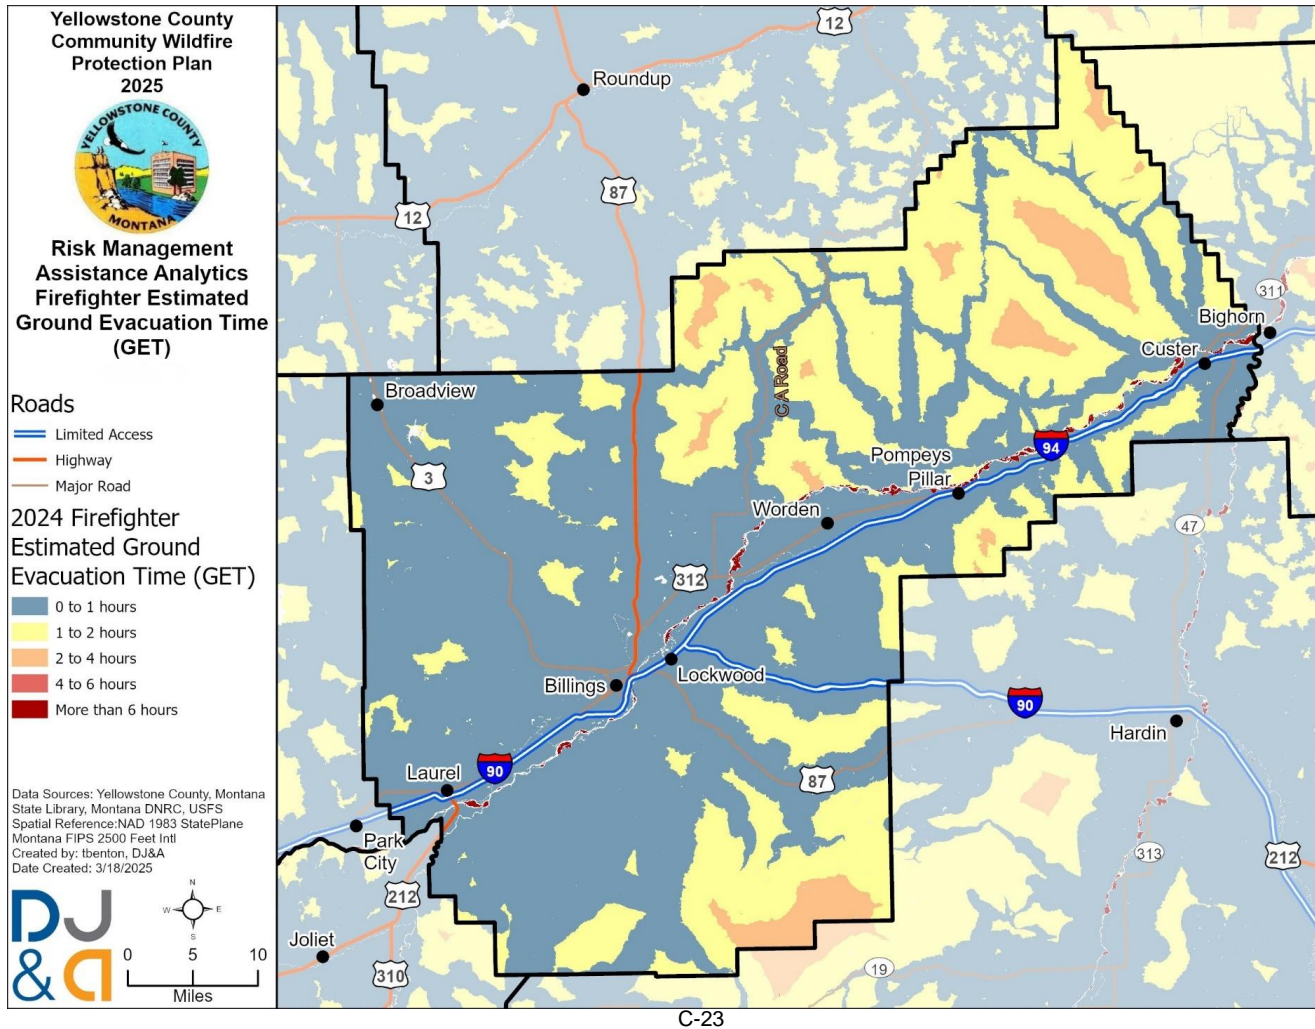 Yellowstone County
Community Wildfire
Protection Plan
2025
YELLOWSTONE COUNTY
MONTANA
Risk Management
Assistance Analytics
Firefighter Estimated
Ground Evacuation Time
(GET)
Roads
Limited Access
Highway
Major Road
2024 Firefighter
Estimated Ground
Evacuation Time (GET)
0 to 1 hours
1 to 2 hours
2 to 4 hours
4 to 6 hours
More than 6 hours
Data Sources: Yellowstone County, Montana
State Library, Montana DNRC, USFS
Spatial Reference:NAD 1983 StatePlane
Montana FIPS 2500 Feet Intl
Created by: tbenton, DJ&A
Date Created: 3/18/2025
DJ
&a
N
W E
S
0 5 10
Miles
12
Roundup
87
12
311
Bighorn
Custer
C A Road
Broadview
94
3
Pompeys
Pillar
Worden
47
312
Lockwood
Billings
90
Hardin
87
Laurel
90
Park
City
313
212
212
Joliet
310
19
C-23